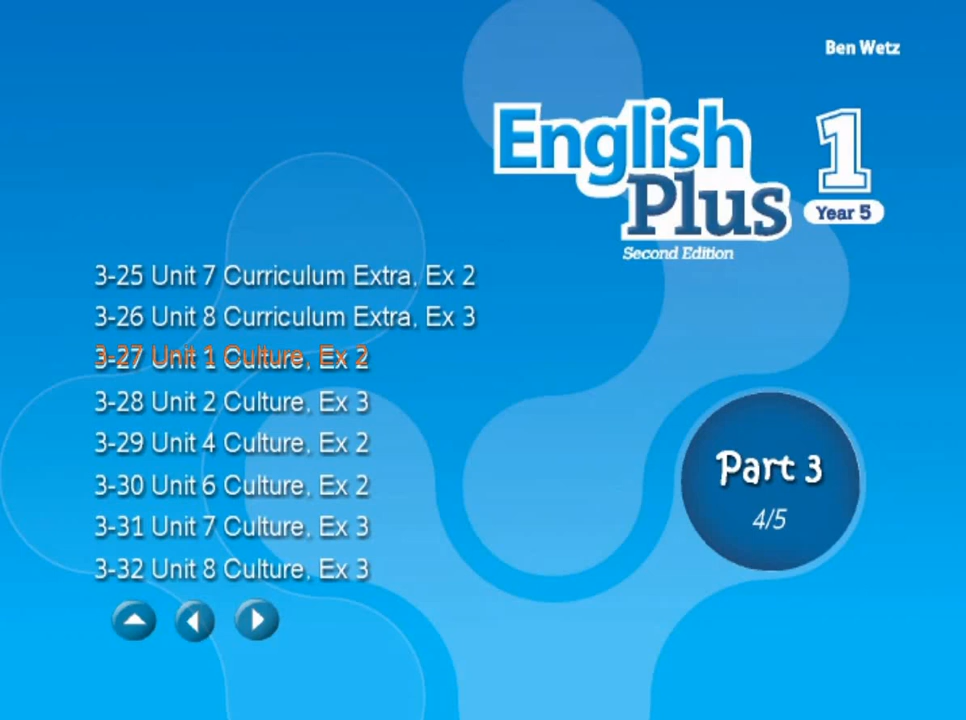 Ben Wetz
English
Plus
1
Year 5
Second Edition
3-25 Unit 7 Curriculum Extra, Ex 2
3-26 Unit 8 Curriculum Extra, Ex 3
3-27 Unit 1 Culture, Ex 2
3-28 Unit 2 Culture, Ex 3
3-29 Unit 4 Culture, Ex 2
3-30 Unit 6 Culture, Ex 2
3-31 Unit 7 Culture, Ex 3
3-32 Unit 8 Culture, Ex 3
Part 3
4/5